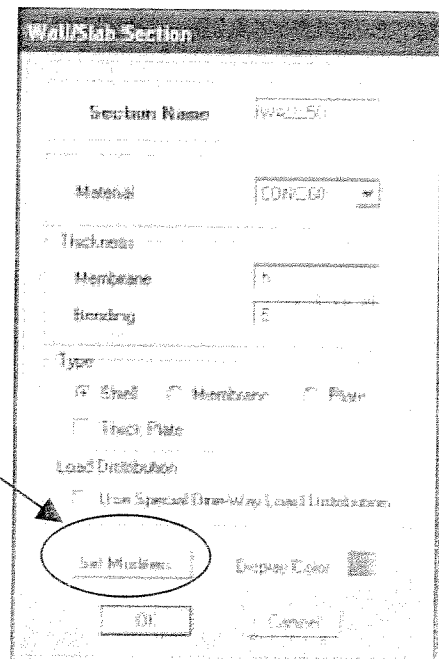 Wall/Slab Section
Section Name
Material
Thickness
Membrane
Bending
Type
Shell Membrane Plate
Thick Plate
Load Distribution
Use Special One-Way Load Distribution
Set Modifiers Display Color
OK Cancel